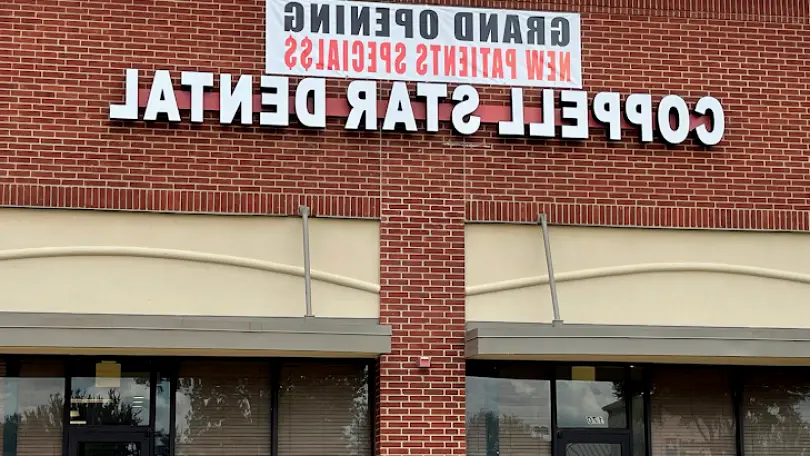 GRAND OPENING
NEW PATIENTS SPECIALS$
COPPELL STAR DENTAL